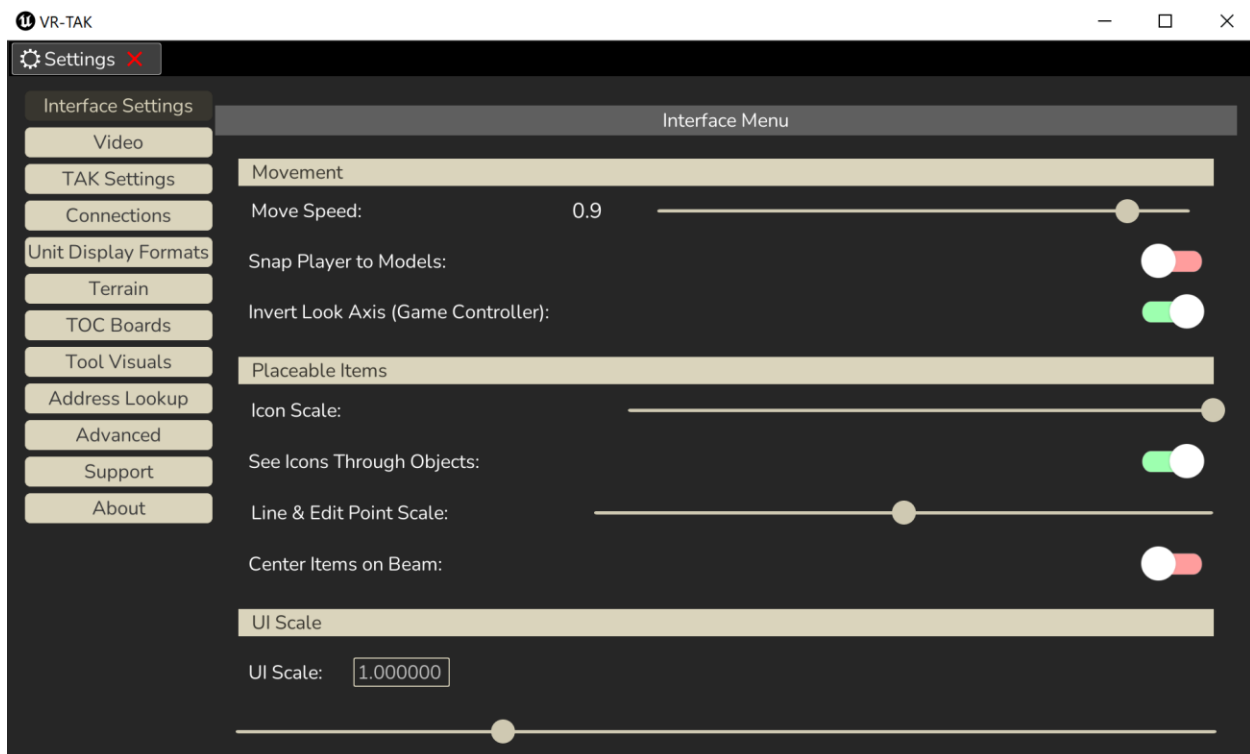 VR-TAK
Settings
Interface Settings
Video
TAK Settings
Connections
Unit Display Formats
Terrain
TOC Boards
Tool Visuals
Address Lookup
Advanced
Support
About
Interface Menu
Movement
Move Speed: 0.9
Snap Player to Models:
Invert Look Axis (Game Controller):
Placeable Items
Icon Scale:
See Icons Through Objects:
Line & Edit Point Scale:
Center Items on Beam:
UI Scale
UI Scale: 1.000000